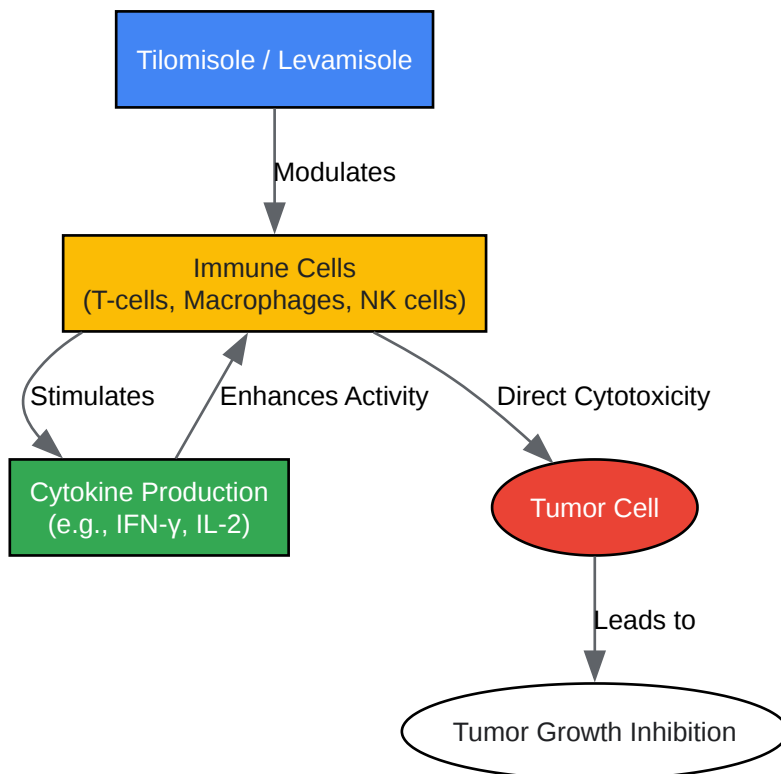 Tilomisole / Levamisole
Modulates
Immune Cells
(T-cells, Macrophages, NK cells)
Stimulates
Enhances Activity
Direct Cytotoxicity
Cytokine Production
(e.g., IFN-γ, IL-2)
Tumor Cell
Leads to
Tumor Growth Inhibition